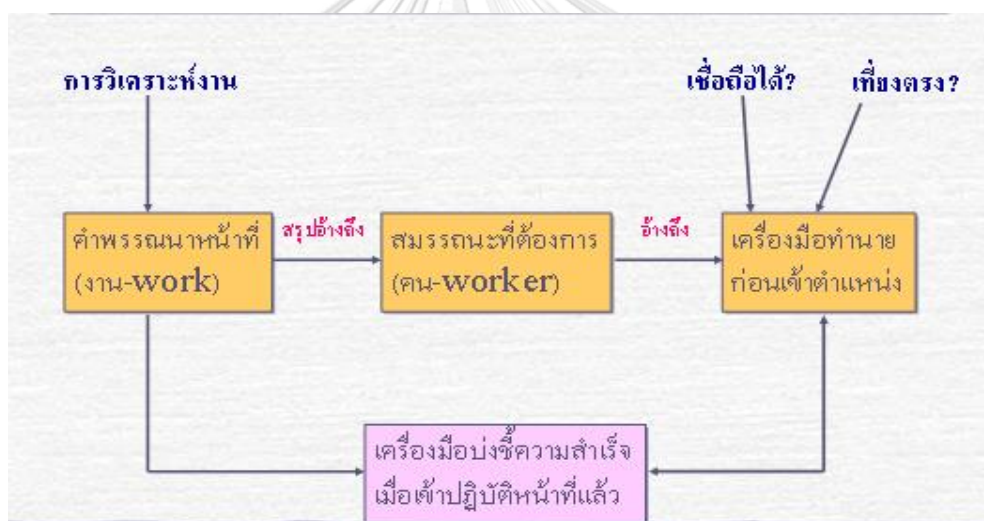 การวิเคราะห์งาน
เชื่อถือได้? เที่ยงตรง?
คำพรรณนาหน้าที่
(งาน-work)
สรุปอ้างถึง
สมรรถนะที่ต้องการ
(คน-worker)
อ้างถึง
เครื่องมือทำนาย
ก่อนเข้าตำแหน่ง
เครื่องมือบ่งชี้ความสำเร็จ
เมื่อเข้าปฏิบัติหน้าที่แล้ว